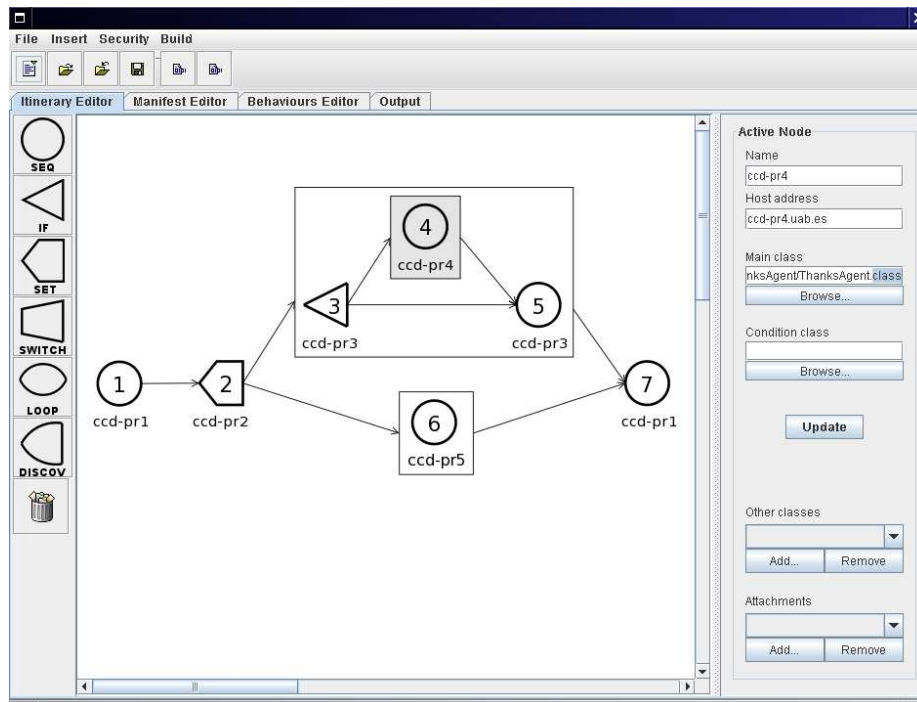 File Insert Security Build
Itinerary Editor Manifest Editor Behaviours Editor Output
SEQ
IF
SET
SWITCH
LOOP
DISCOV
4
ccd-pr4
3
ccd-pr3
5
ccd-pr3
1
ccd-pr1
2
ccd-pr2
6
ccd-pr5
7
ccd-pr1
Active Node
Name
ccd-pr4
Host address
ccd-pr4.uab.es
Main class
nksAgent/ThanksAgent.class
Browse...
Condition class
Browse...
Update
Other classes
Add... Remove
Attachments
Add... Remove